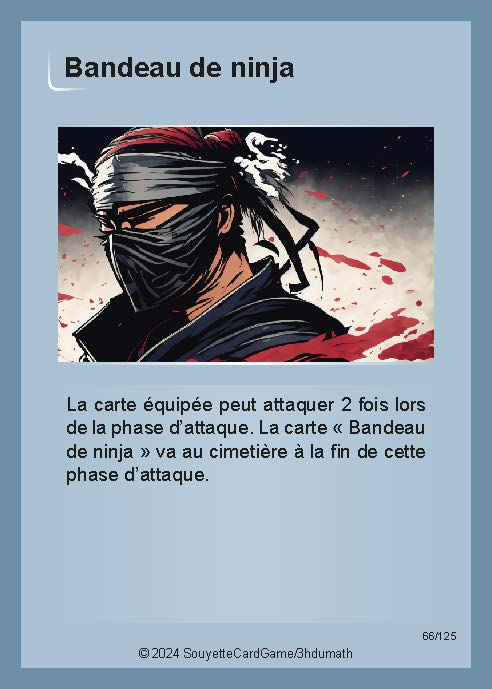 Bandeau de ninja
La carte équipée peut attaquer 2 fois lors
de la phase d'attaque. La carte « Bandeau
de ninja » va au cimetière à la fin de cette
phase d'attaque.
66/125
© 2024 SouyetteCardGame/3hdumath